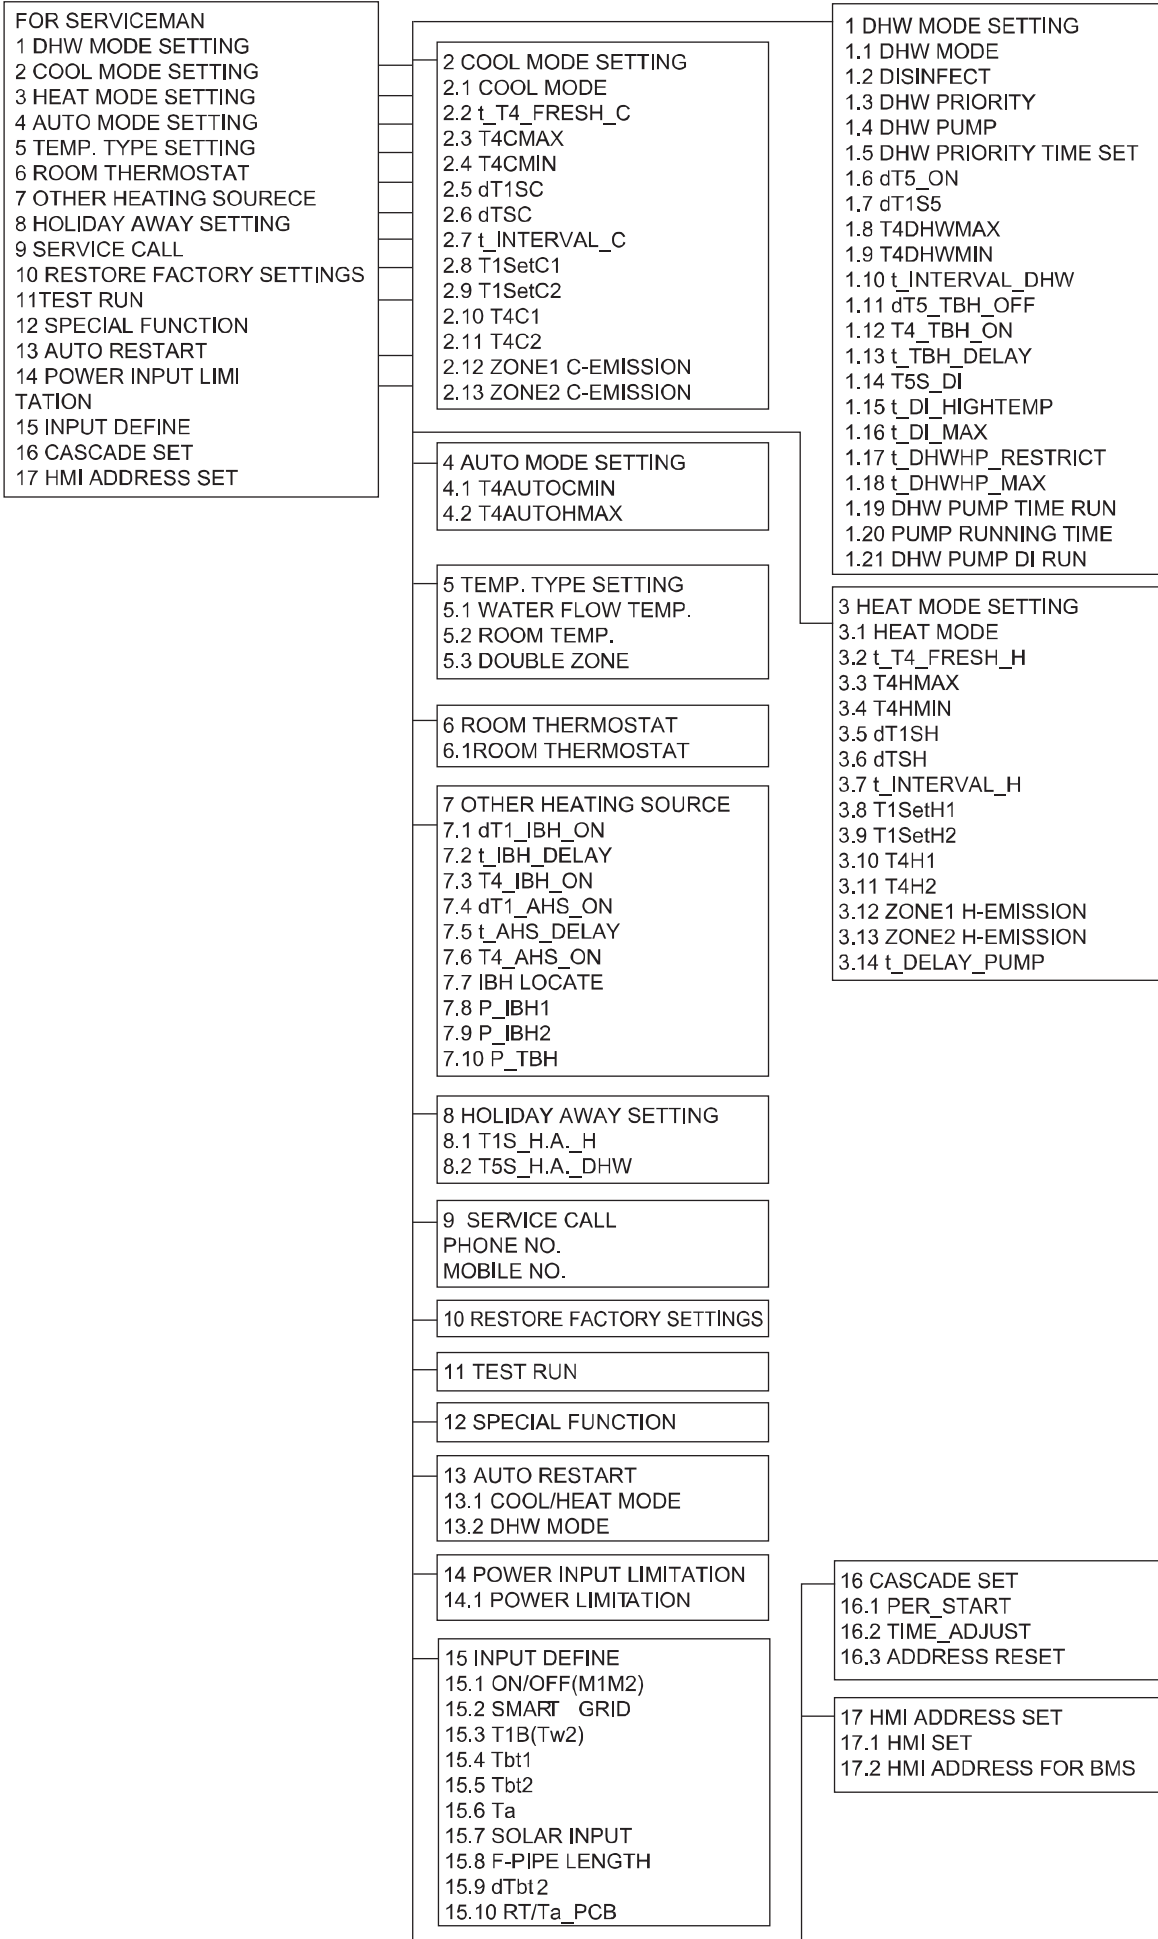 FOR SERVICEMAN
1 DHW MODE SETTING
2 COOL MODE SETTING
3 HEAT MODE SETTING
4 AUTO MODE SETTING
5 TEMP. TYPE SETTING
6 ROOM THERMOSTAT
7 OTHER HEATING SOURECE
8 HOLIDAY AWAY SETTING
9 SERVICE CALL
10 RESTORE FACTORY SETTINGS
11TEST RUN
12 SPECIAL FUNCTION
13 AUTO RESTART
14 POWER INPUT LIMI
TATION
15 INPUT DEFINE
16 CASCADE SET
17 HMI ADDRESS SET
1 DHW MODE SETTING
1.1 DHW MODE
1.2 DISINFECT
1.3 DHW PRIORITY
1.4 DHW PUMP
1.5 DHW PRIORITY TIME SET
1.6 dT5_ON
1.7 dT1S5
1.8 T4DHWMAX
1.9 T4DHWMIN
1.10 t_INTERVAL_DHW
1.11 dT5_TBH_OFF
1.12 T4_TBH_ON
1.13 t_TBH_DELAY
1.14 T5S_DI
1.15 t_DI_HIGHTEMP
1.16 t_DI_MAX
1.17 t_DHWHP_RESTRICT
1.18 t_DHWHP_MAX
1.19 DHW PUMP TIME RUN
1.20 PUMP RUNNING TIME
1.21 DHW PUMP DI RUN
2 COOL MODE SETTING
2.1 COOL MODE
2.2 t_T4_FRESH_C
2.3 T4CMAX
2.4 T4CMIN
2.5 dT1SC
2.6 dTSC
2.7 t_INTERVAL_C
2.8 T1SetC1
2.9 T1SetC2
2.10 T4C1
2.11 T4C2
2.12 ZONE1 C-EMISSION
2.13 ZONE2 C-EMISSION
3 HEAT MODE SETTING
3.1 HEAT MODE
3.2 t_T4_FRESH_H
3.3 T4HMAX
3.4 T4HMIN
3.5 dT1SH
3.6 dTSH
3.7 t_INTERVAL_H
3.8 T1SetH1
3.9 T1SetH2
3.10 T4H1
3.11 T4H2
3.12 ZONE1 H-EMISSION
3.13 ZONE2 H-EMISSION
3.14 t_DELAY_PUMP
4 AUTO MODE SETTING
4.1 T4AUTOCMIN
4.2 T4AUTOHMAX
5 TEMP. TYPE SETTING
5.1 WATER FLOW TEMP.
5.2 ROOM TEMP.
5.3 DOUBLE ZONE
6 ROOM THERMOSTAT
6.1ROOM THERMOSTAT
7 OTHER HEATING SOURCE
7.1 dT1_IBH_ON
7.2 t_IBH_DELAY
7.3 T4_IBH_ON
7.4 dT1_AHS_ON
7.5 t_AHS_DELAY
7.6 T4_AHS_ON
7.7 IBH LOCATE
7.8 P_IBH1
7.9 P_IBH2
7.10 P_TBH
8 HOLIDAY AWAY SETTING
8.1 T1S_H.A._H
8.2 T5S_H.A._DHW
9 SERVICE CALL
PHONE NO.
MOBILE NO.
10 RESTORE FACTORY SETTINGS
11 TEST RUN
12 SPECIAL FUNCTION
13 AUTO RESTART
13.1 COOL/HEAT MODE
13.2 DHW MODE
14 POWER INPUT LIMITATION
14.1 POWER LIMITATION
15 INPUT DEFINE
15.1 ON/OFF(M1M2)
15.2 SMART GRID
15.3 T1B(Tw2)
15.4 Tbt1
15.5 Tbt2
15.6 Ta
15.7 SOLAR INPUT
15.8 F-PIPE LENGTH
15.9 dTbt2
15.10 RT/Ta_PCB
16 CASCADE SET
16.1 PER_START
16.2 TIME_ADJUST
16.3 ADDRESS RESET
17 HMI ADDRESS SET
17.1 HMI SET
17.2 HMI ADDRESS FOR BMS